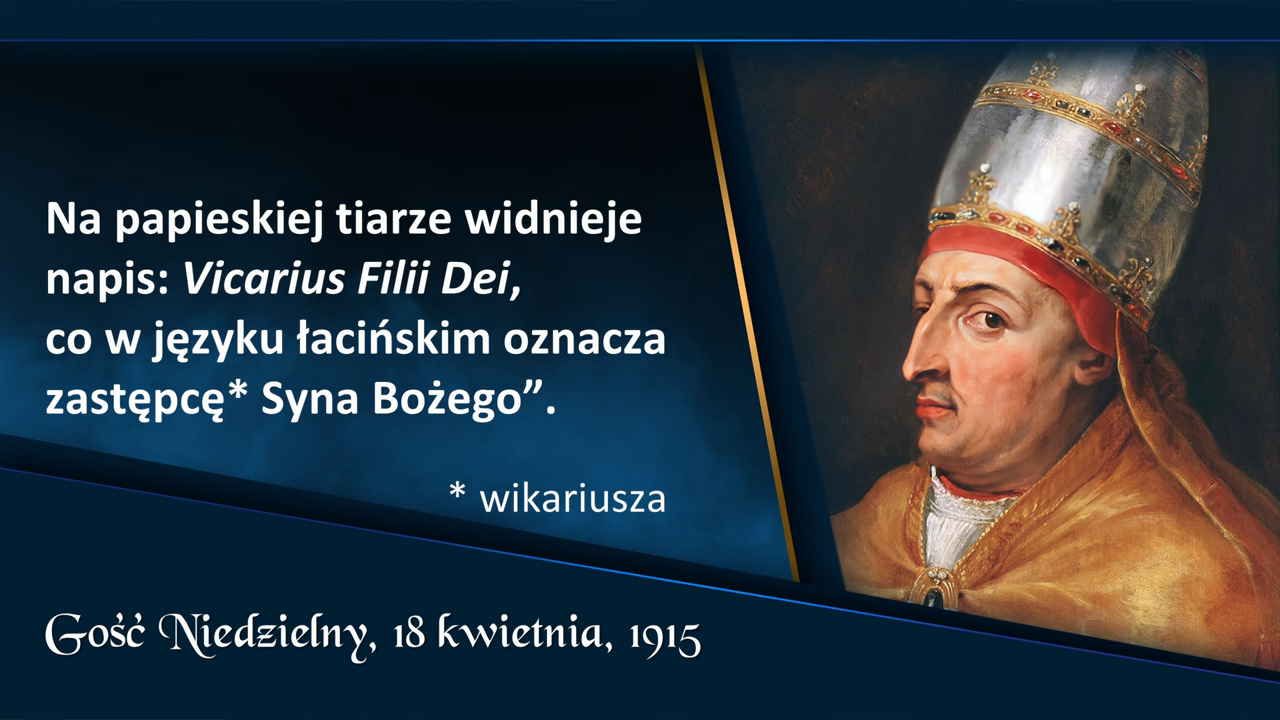 Na papieskiej tiarze widnieje
napis: Vicarius Filii Dei,
co w języku łacińskim oznacza
zastępcę* Syna Bożego”.
* wikariusza
Gość Niedzielny, 18 kwietnia, 1915